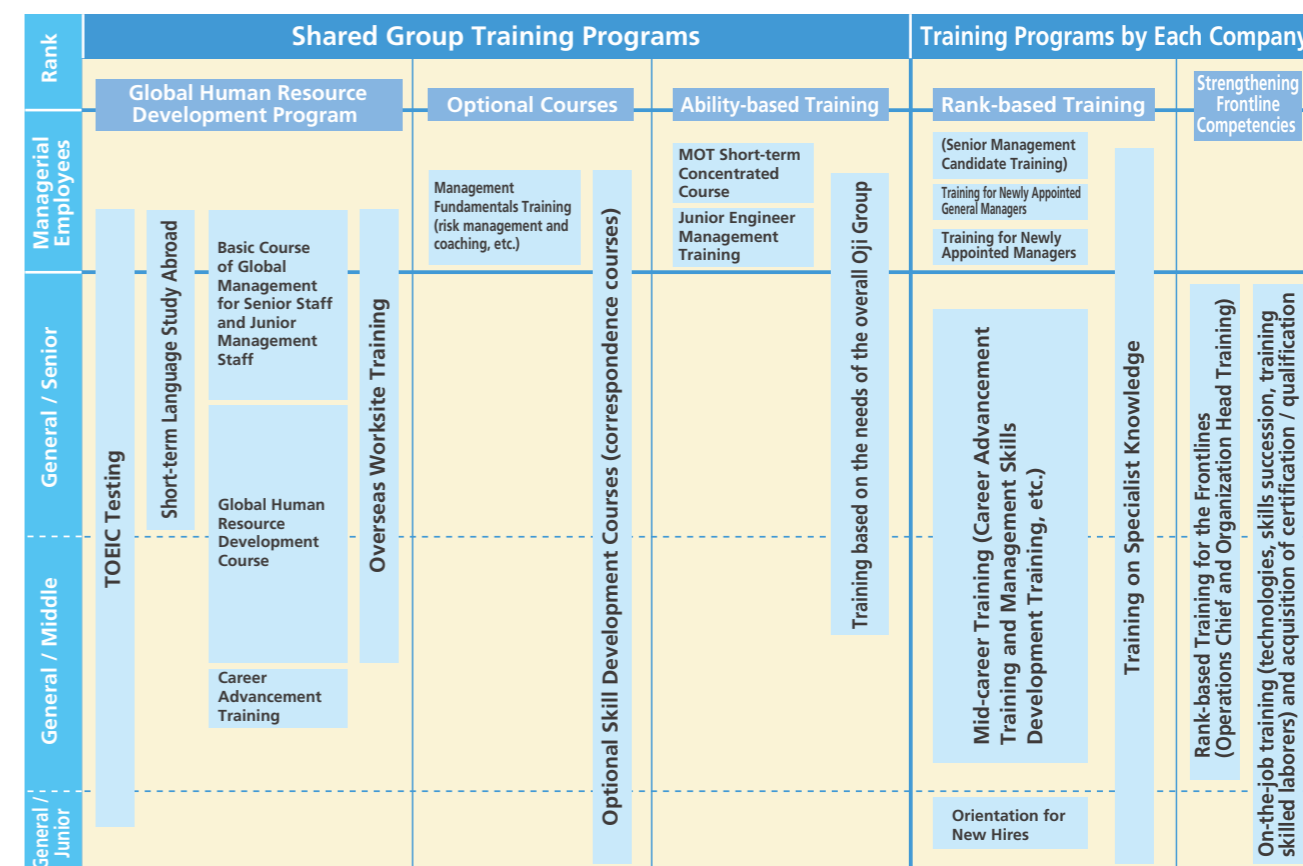 Rank
Shared Group Training Programs
Training Programs by Each Company
Global Human Resource
Development Program
Optional Courses
Ability-based Training
Rank-based Training
Strengthening
Frontline
Competencies
Managerial
Employees
General / Senior
General / Middle
General /
Junior
TOEIC Testing
Short-term Language Study Abroad
Basic Course
of Global
Management
for Senior Staff
and Junior
Management
Staff
Global Human
Resource
Development
Course
Career
Advancement
Training
Overseas Worksite Training
Management
Fundamentals Training
(risk management and
coaching, etc.)
Optional Skill Development Courses (correspondence courses)
MOT Short-term
Concentrated
Course
Junior Engineer
Management
Training
Training based on the needs of the overall Oji Group
(Senior Management
Candidate Training)
Training for Newly Appointed
General Managers
Training for Newly
Appointed Managers
Mid-career Training (Career Advancement
Training and Management Skills
Development Training, etc.)
Orientation for
New Hires
Training on Specialist Knowledge
Rank-based Training for the Frontlines
(Operations Chief and Organization Head Training)
On-the-job training (technologies, skills succession, training
skilled laborers) and acquisition of certification / qualification